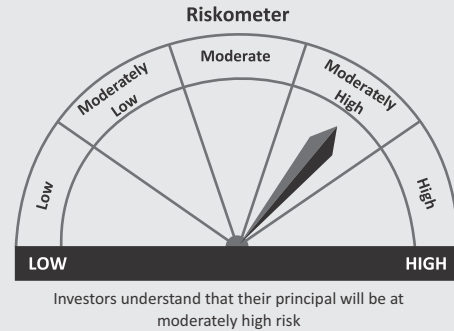 Riskometer
Low
Moderately
Low
Moderate
Moderately
High
High
LOW
HIGH
Investors understand that their principal will be at
moderately high risk